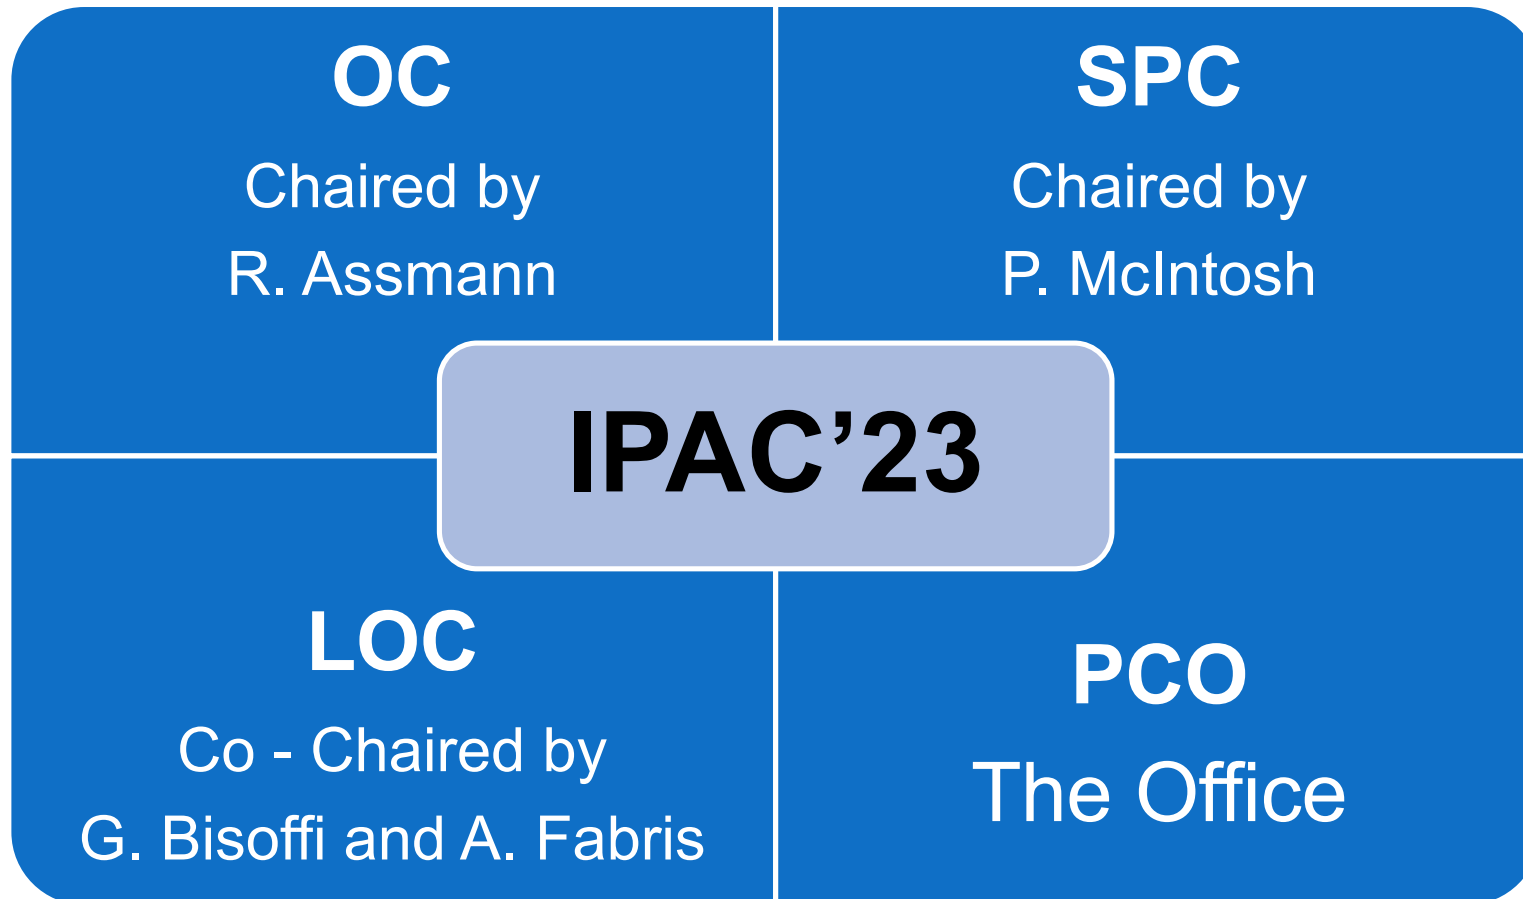 OC
Chaired by
R. Assmann
SPC
Chaired by
P. McIntosh
IPAC’23
LOC
Co - Chaired by
G. Bisoffi and A. Fabris
PCO
The Office